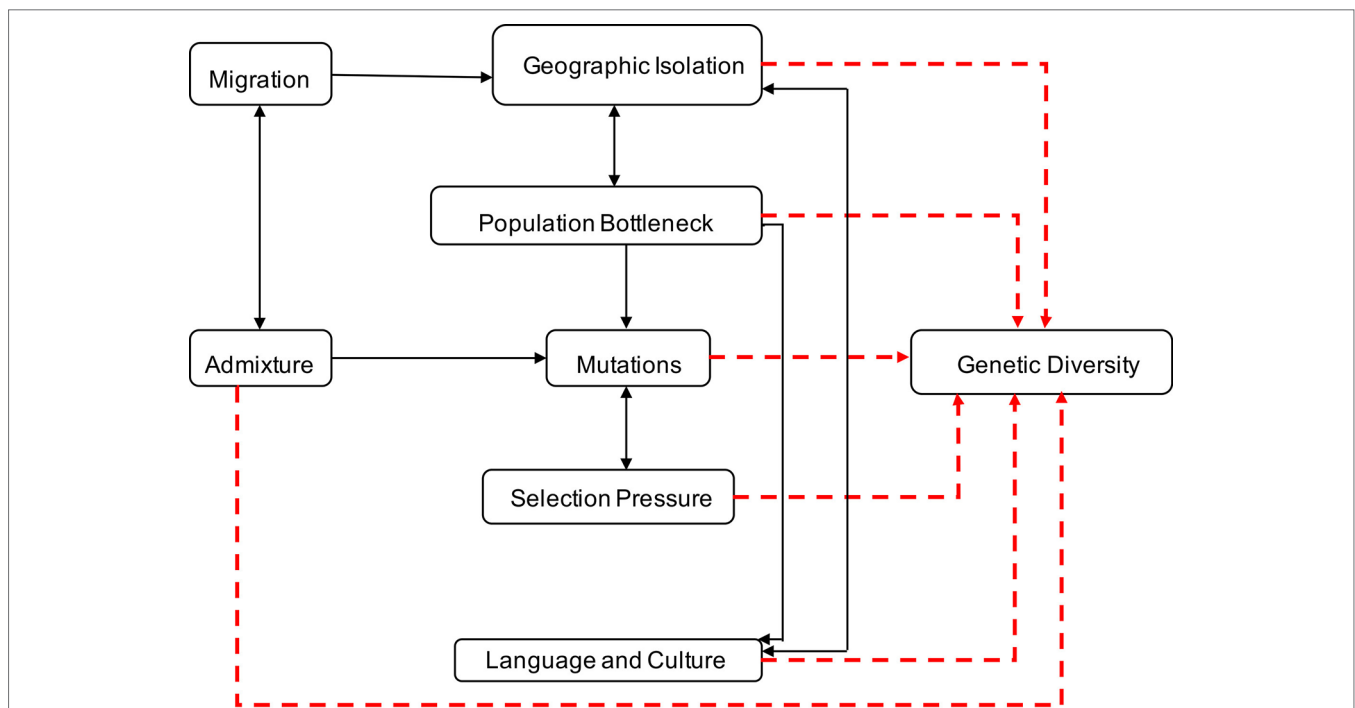 Migration
Geographic Isolation
Population Bottleneck
Admixture
Mutations
Genetic Diversity
Selection Pressure
Language and Culture